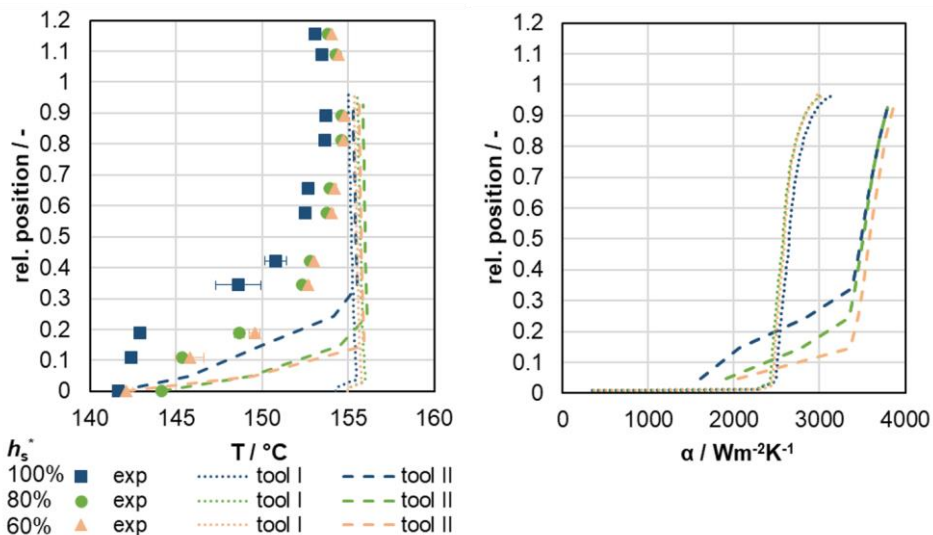 1.2
1.1
1
0.9
0.8
0.7
0.6
0.5
0.4
0.3
0.2
0.1
0
rel. position / -
140 145 150 155 160
T / °C
1.2
1.1
1
0.9
0.8
0.7
0.6
0.5
0.4
0.3
0.2
0.1
0
rel. position / -
0 1000 2000 3000 4000
α / Wm⁻²K⁻¹
hₛ*
100% exp tool I tool II
80% exp tool I tool II
60% exp tool I tool II